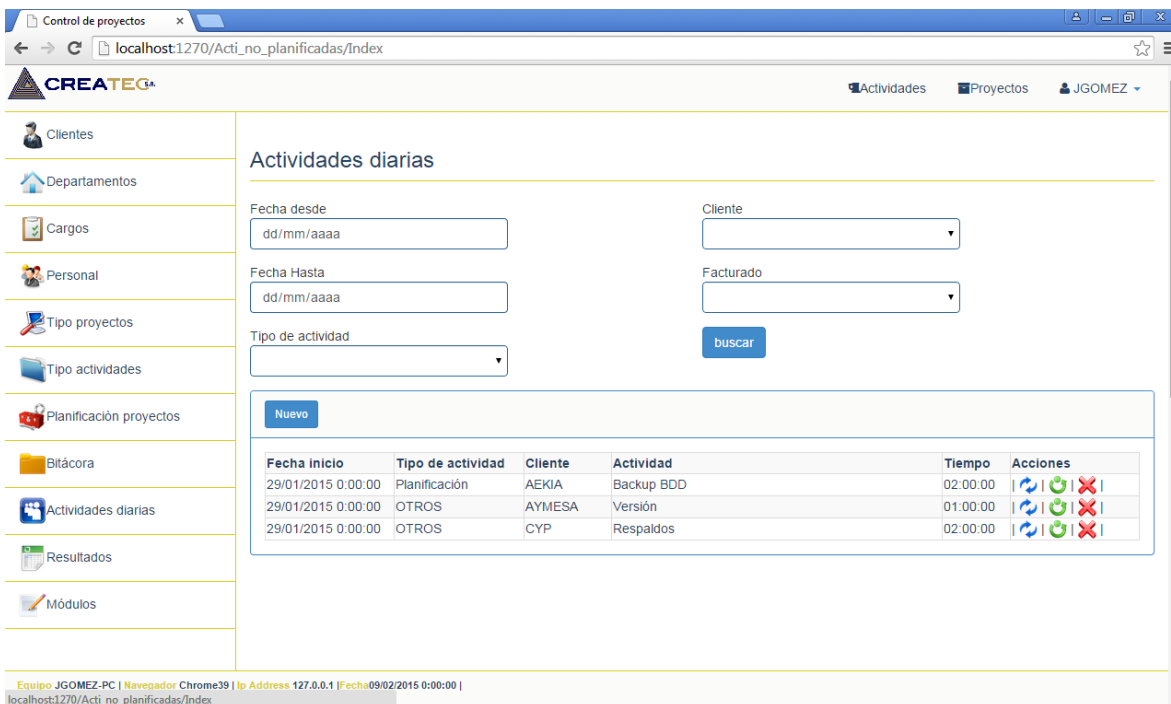 Control de proyectos
localhost:1270/Acti_no_planificadas/Index
CREATEC S.A.
Actividades
Proyectos
JGOMEZ
Clientes
Departamentos
Cargos
Personal
Tipo proyectos
Tipo actividades
Planificaciòn proyectos
Bitácora
Actividades diarias
Resultados
Módulos
Actividades diarias
Fecha desde
dd/mm/aaaa
Cliente
Fecha Hasta
dd/mm/aaaa
Facturado
Tipo de actividad
buscar
Nuevo
Fecha inicio Tipo de actividad Cliente Actividad Tiempo Acciones
29/01/2015 0:00:00 Planificación AEKIA Backup BDD 02:00:00 | | | |
29/01/2015 0:00:00 OTROS AYMESA Versión 01:00:00 | | | |
29/01/2015 0:00:00 OTROS CYP Respaldos 02:00:00 | | | |
Equipo JGOMEZ-PC | Navegador Chrome39 | Ip Address 127.0.0.1 |Fecha09/02/2015 0:00:00 |
localhost:1270/Acti_no_planificadas/Index